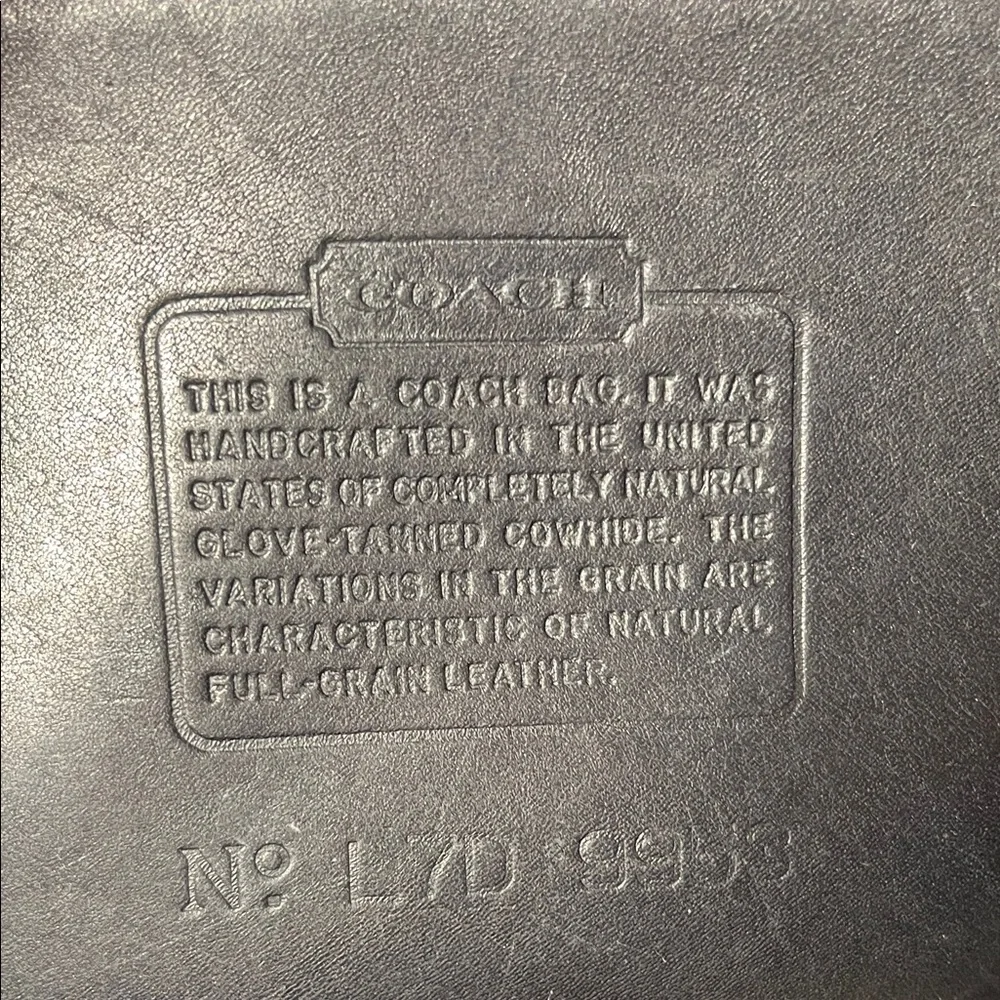 COACH
THIS IS A COACH BAG. IT WAS
HANDCRAFTED IN THE UNITED
STATES OF COMPLETELY NATURAL
GLOVE-TANNED COWHIDE. THE
VARIATIONS IN THE GRAIN ARE
CHARACTERISTIC OF NATURAL
FULL-GRAIN LEATHER.
Nº L7D